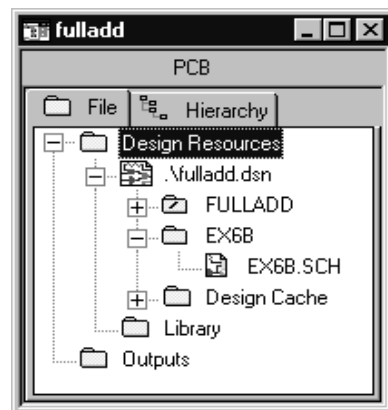 fulladd
PCB
File Hierarchy
Design Resources
.\fulladd.dsn
FULLADD
EX6B
EX6B.SCH
Design Cache
Library
Outputs